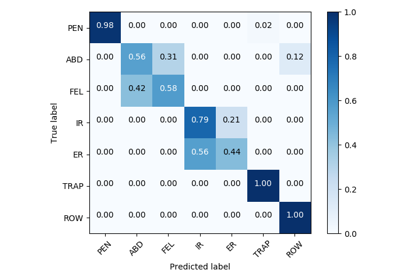 PEN 0.98 0.00 0.00 0.00 0.00 0.02 0.00
ABD 0.00 0.56 0.31 0.00 0.00 0.00 0.12
FEL 0.00 0.42 0.58 0.00 0.00 0.00 0.00
IR 0.00 0.00 0.00 0.79 0.21 0.00 0.00
ER 0.00 0.00 0.00 0.56 0.44 0.00 0.00
TRAP 0.00 0.00 0.00 0.00 0.00 1.00 0.00
ROW 0.00 0.00 0.00 0.00 0.00 0.00 1.00
PEN ABD FEL IR ER TRAP ROW
True label
Predicted label
1.0
0.8
0.6
0.4
0.2
0.0